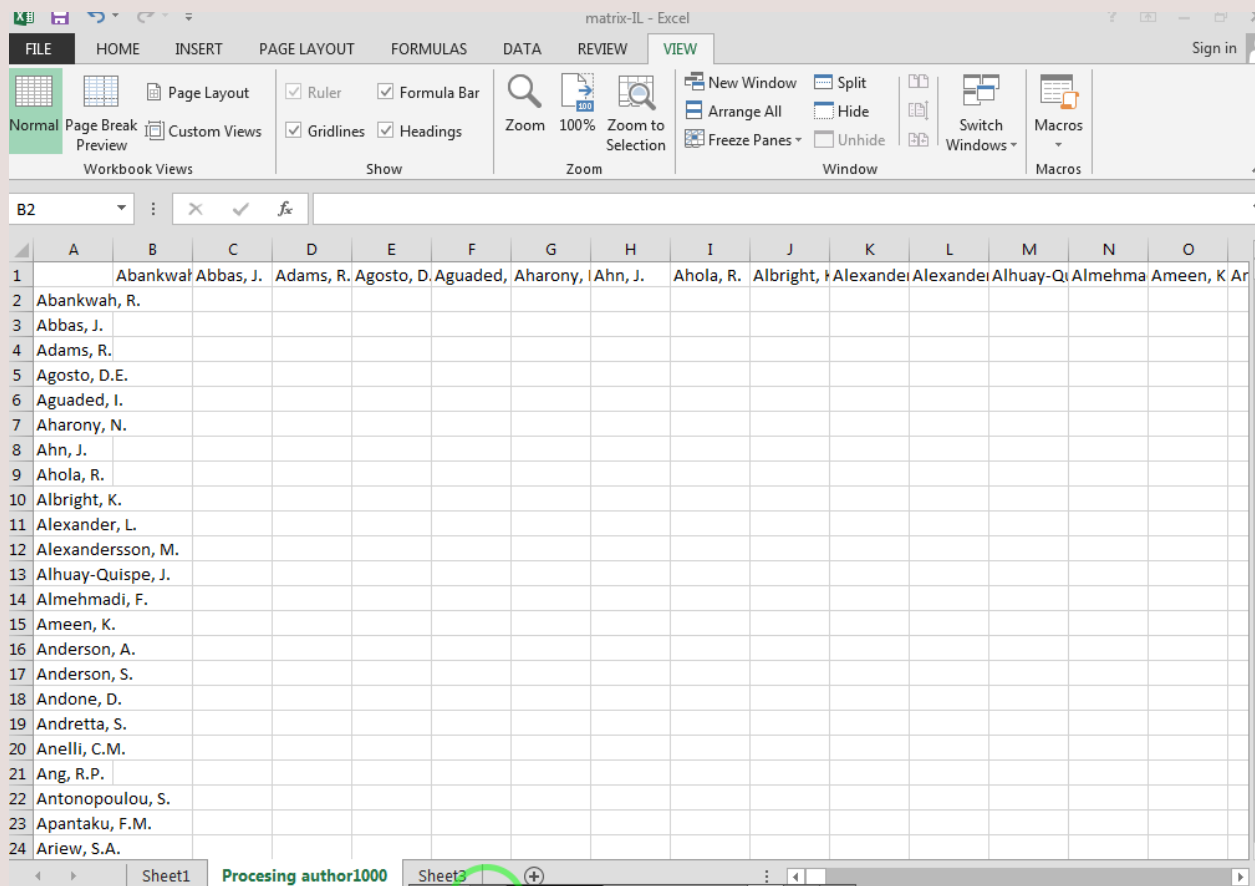 matrix-IL - Excel
FILE HOME INSERT PAGE LAYOUT FORMULAS DATA REVIEW VIEW Sign in
Normal Page Break Preview Page Layout Custom Views
Workbook Views
Ruler Formula Bar
Gridlines Headings
Show
Zoom 100% Zoom to Selection
Zoom
New Window Split
Arrange All Hide
Freeze Panes Unhide
Switch Windows
Window
Macros
Macros
B2 fx
A B C D E F G H I J K L M N O
1 Abankwah Abbas, J. Adams, R. Agosto, D. Aguaded, Aharony, Ahn, J. Ahola, R. Albright, Alexander Alexander Alhuay-Qu Almehma Ameen, K
2 Abankwah, R.
3 Abbas, J.
4 Adams, R.
5 Agosto, D.E.
6 Aguaded, I.
7 Aharony, N.
8 Ahn, J.
9 Ahola, R.
10 Albright, K.
11 Alexander, L.
12 Alexandersson, M.
13 Alhuay-Quispe, J.
14 Almehmadi, F.
15 Ameen, K.
16 Anderson, A.
17 Anderson, S.
18 Andone, D.
19 Andretta, S.
20 Anelli, C.M.
21 Ang, R.P.
22 Antonopoulou, S.
23 Apantaku, F.M.
24 Ariew, S.A.
Sheet1 Procesing author1000 Sheet3